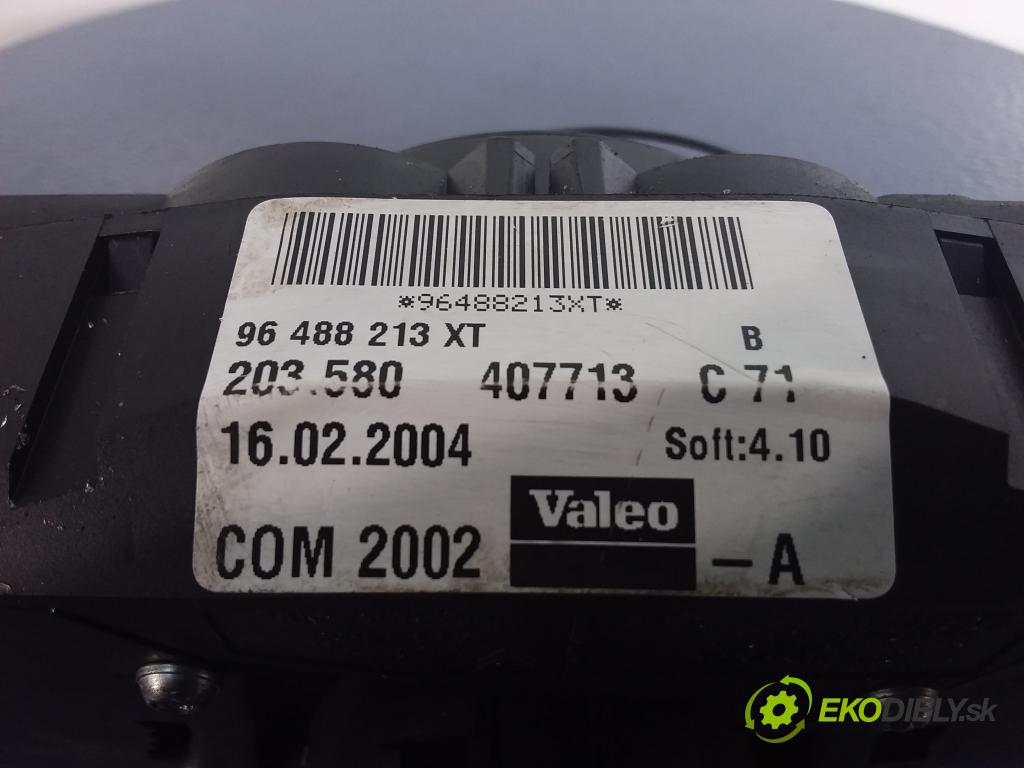 *96488213XT*
96 488 213 XT B
203.580 407713 C 71
16.02.2004 Soft:4.10
Valeo
COM 2002 - A
EKODIELY.sk